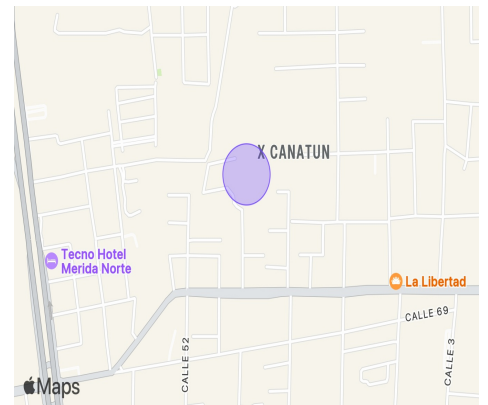 X CANATUN
Tecno Hotel
Merida Norte
La Libertad
CALLE 69
CALLE 52
CALLE 3
Maps